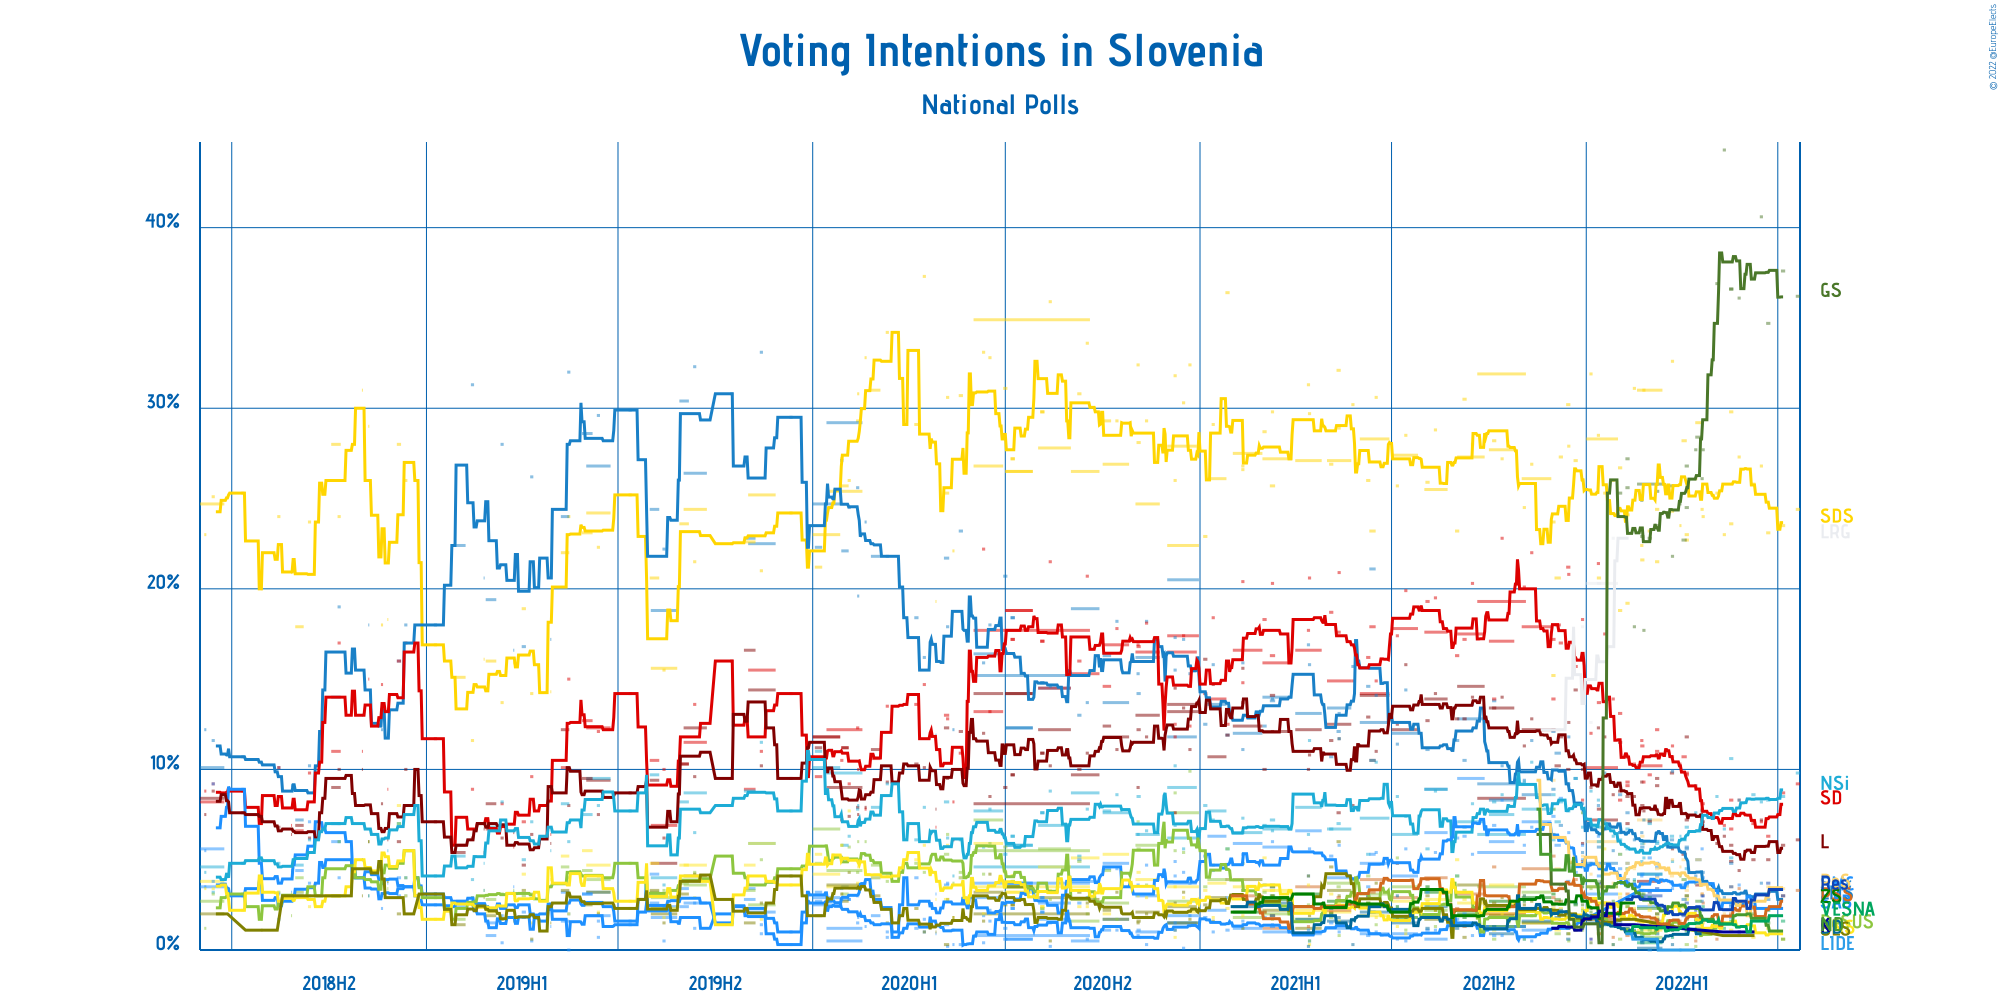 Voting Intentions in Slovenia
National Polls
© 2022 @EuropeElects
40%
30%
20%
10%
0%
GS
SDS
LRG
NSi
SD
L
VESNA
LIDE
2018H2
2019H1
2019H2
2020H1
2020H2
2021H1
2021H2
2022H1